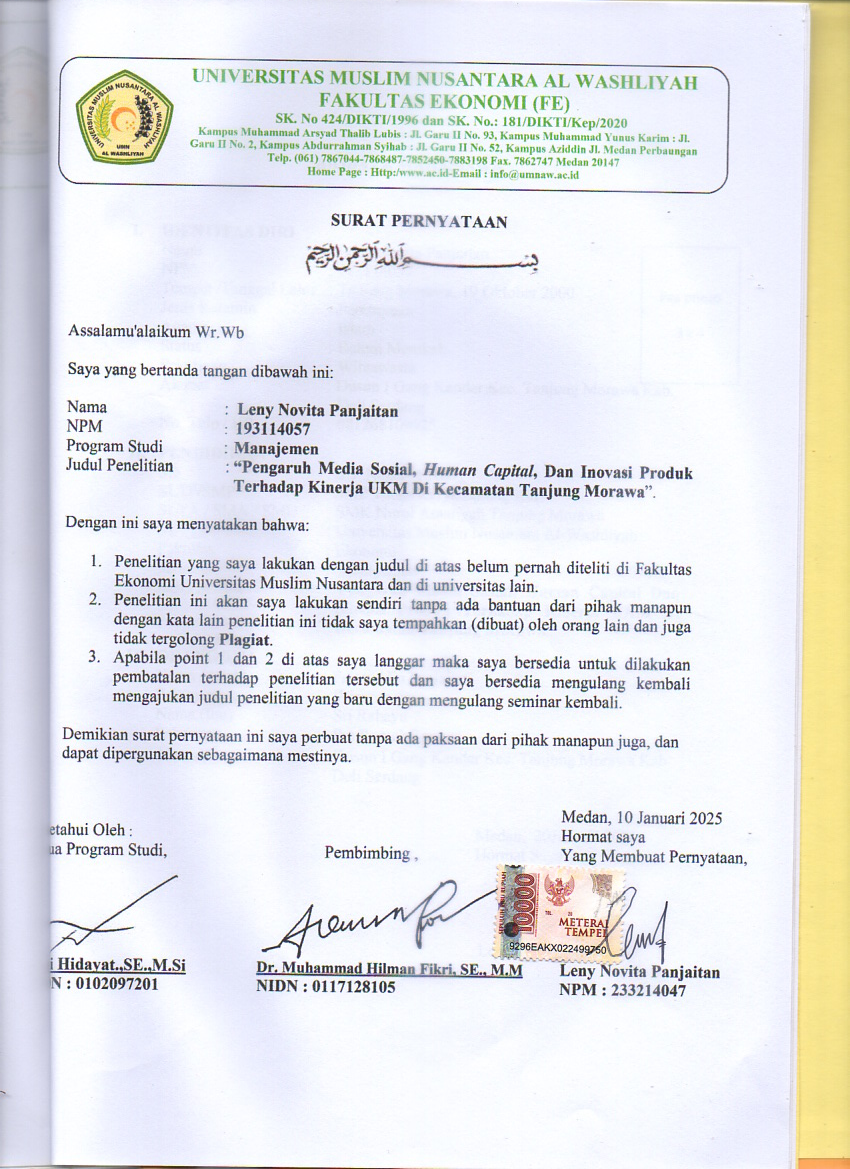 UNIVERSITAS MUSLIM NUSANTARA AL WASHLIYAH
UMN
AL WASHLIYAH
UNIVERSITAS MUSLIM NUSANTARA AL WASHLIYAH
FAKULTAS EKONOMI (FE)
SK. No 424/DIKTI/1996 dan SK. No.: 181/DIKTI/Kep/2020
Kampus Muhammad Arsyad Thalib Lubis : Jl. Garu II No. 93, Kampus Muhammad Yunus Karim : Jl.
Garu II No. 2, Kampus Abdurrahman Syihab : Jl. Garu II No. 52, Kampus Aziddin Jl. Medan Perbaungan
Telp. (061) 7867044-7868487-7852450-7883198 Fax. 7862747 Medan 20147
Home Page : Http:/www.ac.id-Email : info@umnaw.ac.id
SURAT PERNYATAAN
بسم الله الرحمن الرحيم
Assalamu'alaikum Wr.Wb
Saya yang bertanda tangan dibawah ini:
Nama : Leny Novita Panjaitan
NPM : 193114057
Program Studi : Manajemen
Judul Penelitian : “Pengaruh Media Sosial, Human Capital, Dan Inovasi Produk
Terhadap Kinerja UKM Di Kecamatan Tanjung Morawa”.
Dengan ini saya menyatakan bahwa:
1. Penelitian yang saya lakukan dengan judul di atas belum pernah diteliti di Fakultas
Ekonomi Universitas Muslim Nusantara dan di universitas lain.
2. Penelitian ini akan saya lakukan sendiri tanpa ada bantuan dari pihak manapun
dengan kata lain penelitian ini tidak saya tempahkan (dibuat) oleh orang lain dan juga
tidak tergolong Plagiat.
3. Apabila point 1 dan 2 di atas saya langgar maka saya bersedia untuk dilakukan
pembatalan terhadap penelitian tersebut dan saya bersedia mengulang kembali
mengajukan judul penelitian yang baru dengan mengulang seminar kembali.
Demikian surat pernyataan ini saya perbuat tanpa ada paksaan dari pihak manapun juga, dan
dapat dipergunakan sebagaimana mestinya.
Medan, 10 Januari 2025
etahui Oleh :
Hormat saya
ua Program Studi,
Pembimbing ,
Yang Membuat Pernyataan,
10000
METERAI
TEMPEL
9296EAKX022499750
i Hidayat.,SE.,M.Si
Dr. Muhammad Hilman Fikri, SE., M.M
Leny Novita Panjaitan
N : 0102097201
NIDN : 0117128105
NPM : 233214047